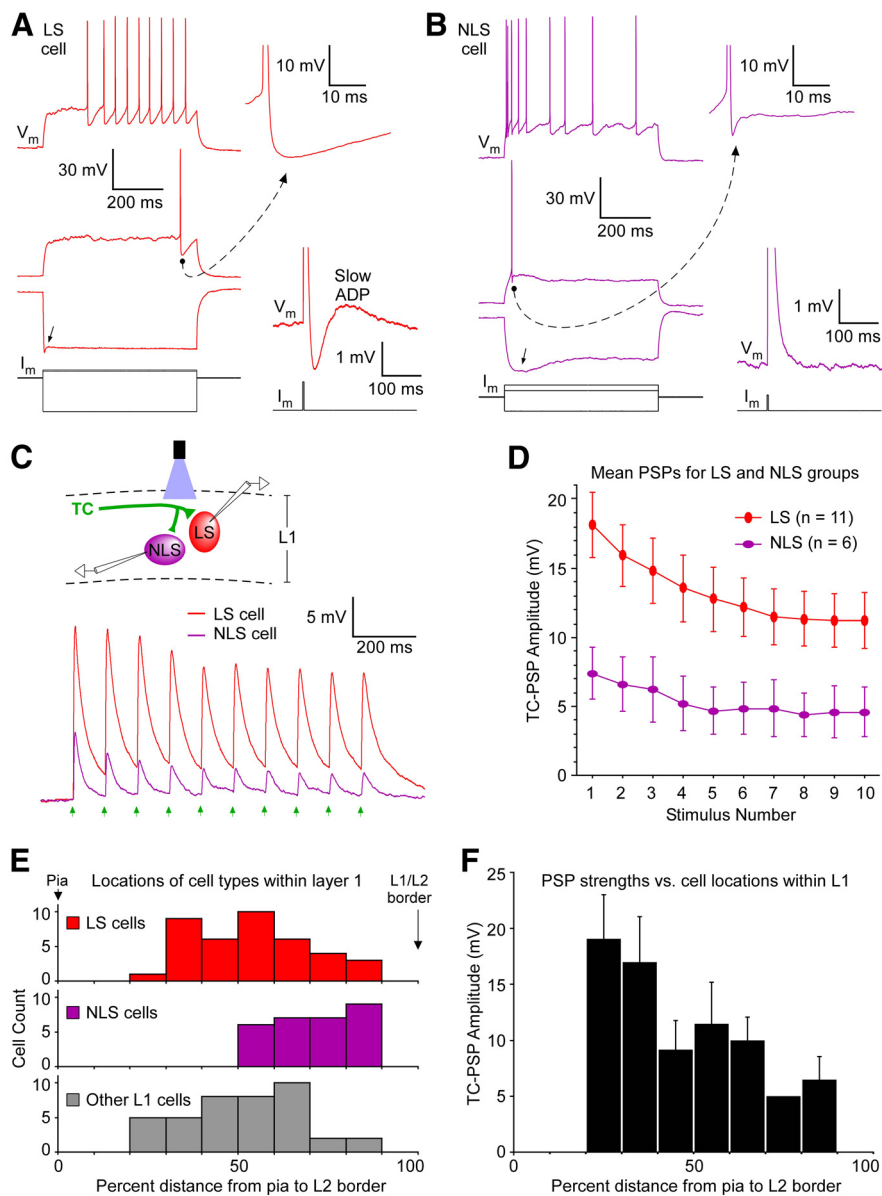 A
LS
cell
10 mV
10 ms
Vm
30 mV
200 ms
Slow
ADP
Vm
1 mV
100 ms
Im
Im
B
NLS
cell
10 mV
10 ms
Vm
30 mV
200 ms
1 mV
100 ms
Vm
Im
Im
C
TC
LS
NLS
L1
LS cell
NLS cell
5 mV
200 ms
D
Mean PSPs for LS and NLS groups
LS (n = 11)
NLS (n = 6)
TC-PSP Amplitude (mV)
20
15
10
5
0
1 2 3 4 5 6 7 8 9 10
Stimulus Number
E
Pia
Locations of cell types within layer 1
L1/L2
border
LS cells
NLS cells
Other L1 cells
Cell Count
10
5
0
10
5
0
10
5
0
0 50 100
Percent distance from pia to L2 border
F
PSP strengths vs. cell locations within L1
TC-PSP Amplitude (mV)
25
20
15
10
5
0
0 50 100
Percent distance from pia to L2 border